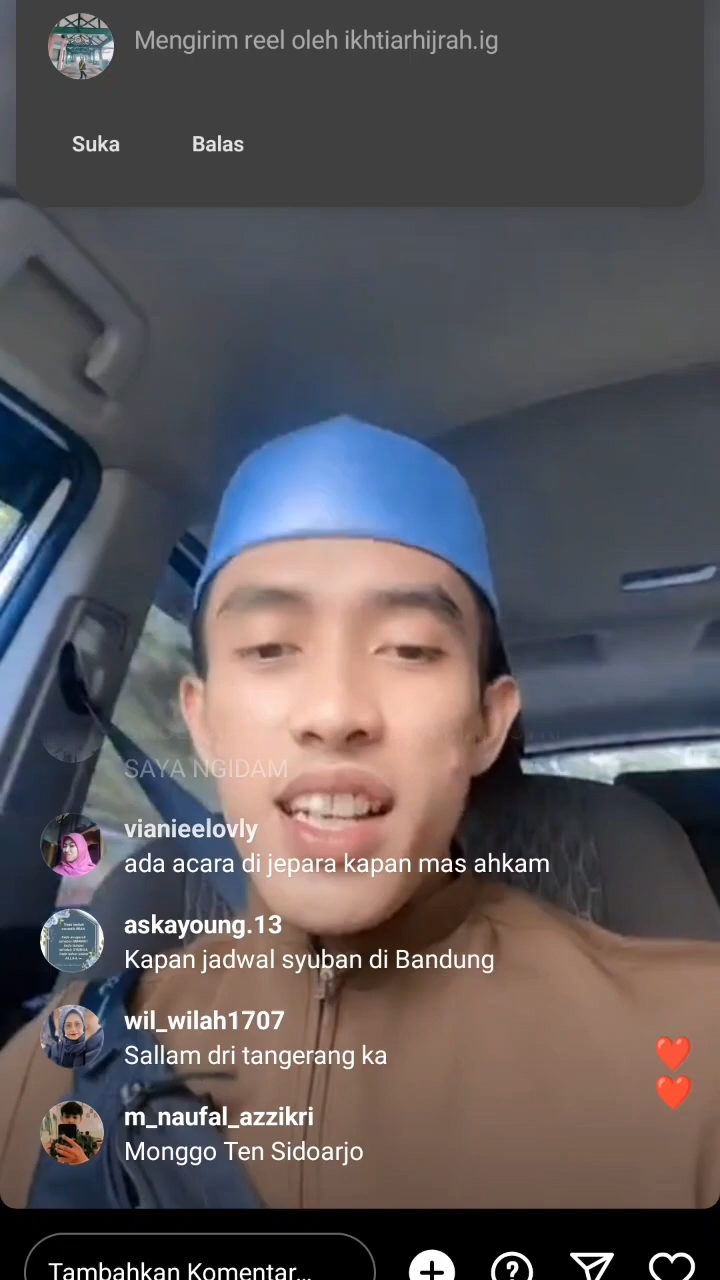 Mengirim reel oleh ikhtiarhijrah.ig
Suka Balas
SAYA NGIDAM
vianieelovly
ada acara di jepara kapan mas ahkam
askayoung.13
Kapan jadwal syuban di Bandung
wil_wilah1707
Sallam dri tangerang ka
m_naufal_azzikri
Monggo Ten Sidoarjo
Tambahkan Komentar...